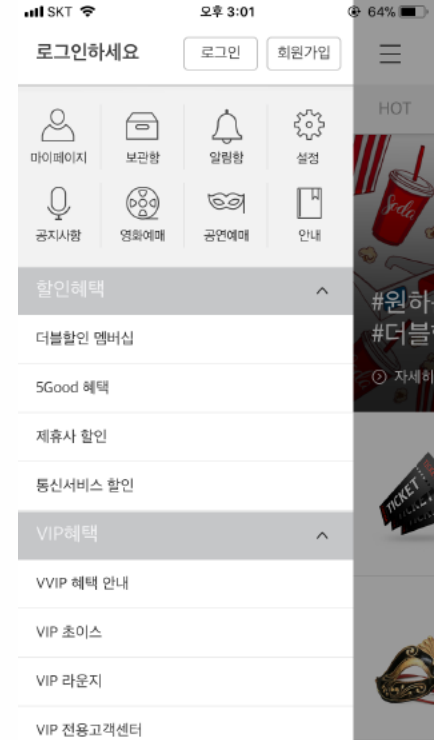 SKT 오후 3:01 64%
로그인하세요 로그인 회원가입
HOT
마이페이지 보관함 알림함 설정
공지사항 영화예매 공연예매 안내
Soda
할인혜택
#원하
더블할인 멤버십
#더블
5Good 혜택
자세히
제휴사 할인
통신서비스 할인
TICKET
VIP혜택
VVIP 혜택 안내
VIP 초이스
VIP 라운지
VIP 전용고객센터